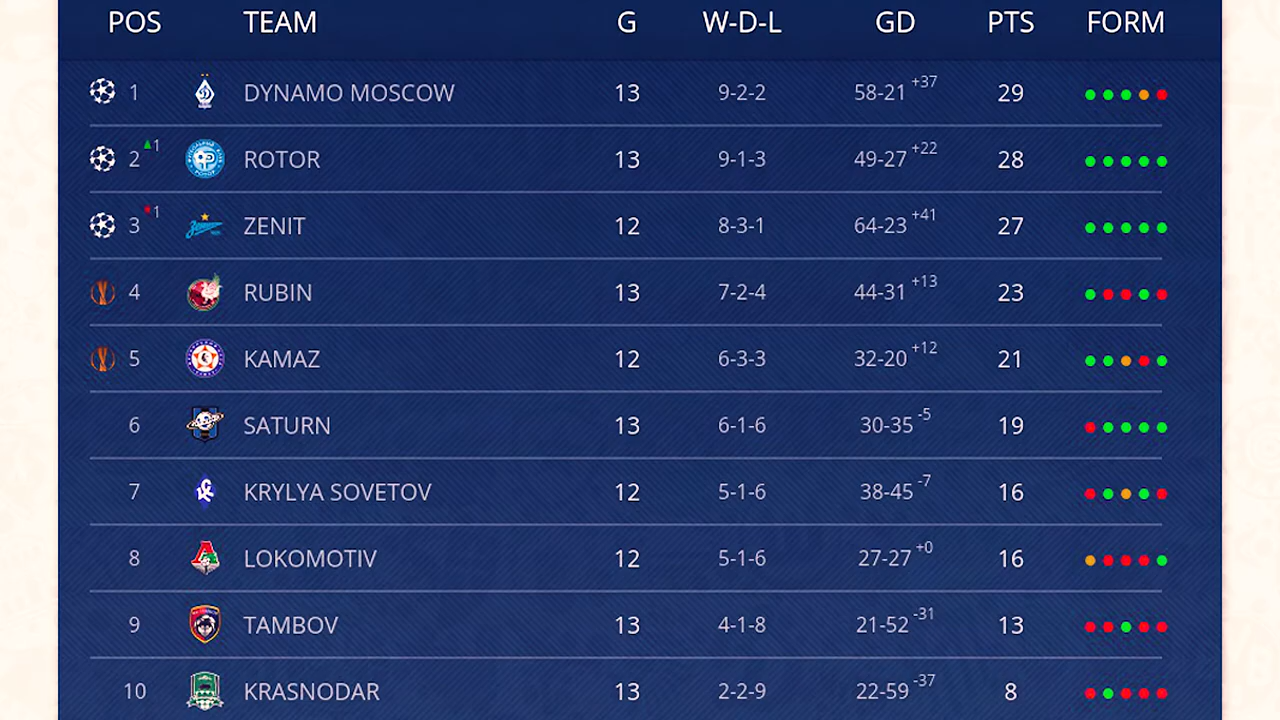 POS TEAM G W-D-L GD PTS FORM
1 DYNAMO MOSCOW 13 9-2-2 58-21 +37 29
2 1 ROTOR 13 9-1-3 49-27 +22 28
3 1 ZENIT 12 8-3-1 64-23 +41 27
4 RUBIN 13 7-2-4 44-31 +13 23
5 KAMAZ 12 6-3-3 32-20 +12 21
6 SATURN 13 6-1-6 30-35 -5 19
7 KRYLYA SOVETOV 12 5-1-6 38-45 -7 16
8 LOKOMOTIV 12 5-1-6 27-27 +0 16
9 TAMBOV 13 4-1-8 21-52 -31 13
10 KRASNODAR 13 2-2-9 22-59 -37 8